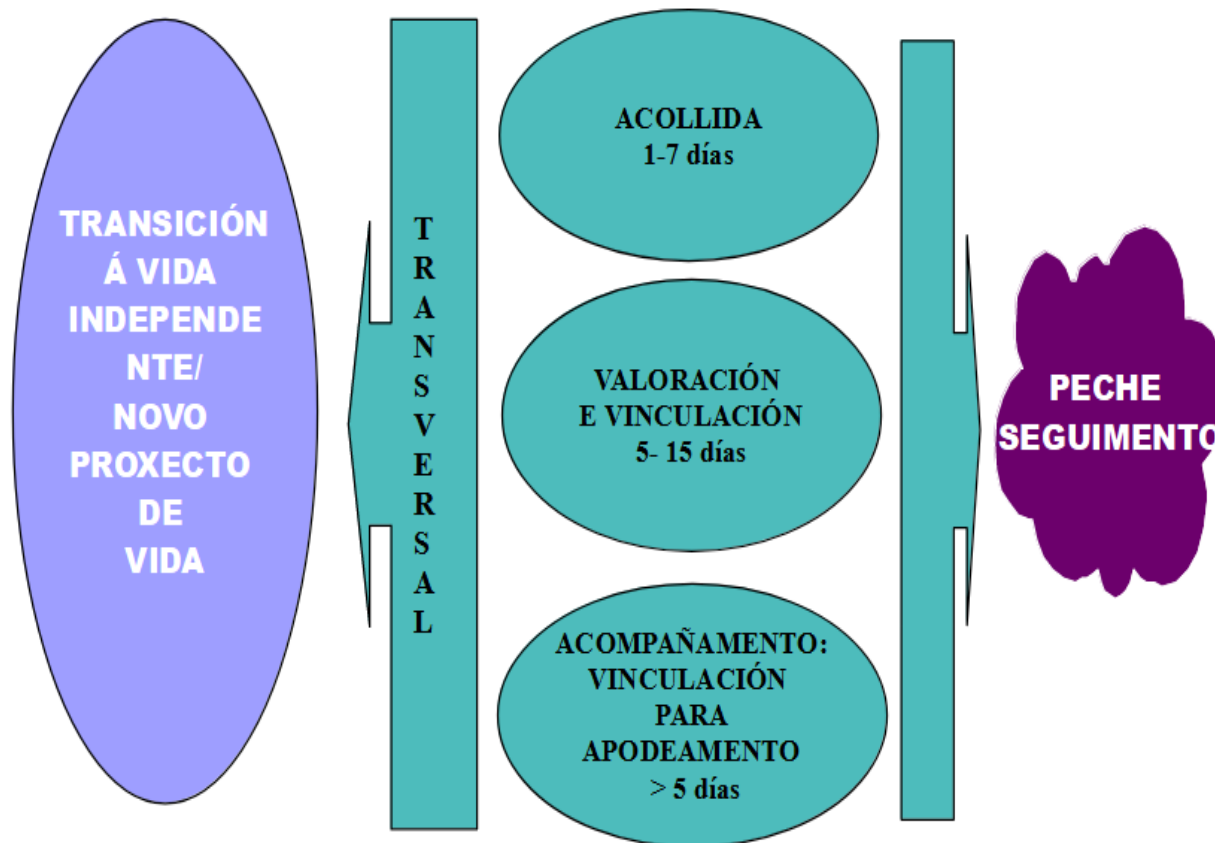 TRANSICIÓN
Á VIDA
INDEPENDE
NTE/
NOVO
PROXECTO
DE
VIDA
TRANSVERSAL
ACOLLIDA
1-7 días
VALORACIÓN
E VINCULACIÓN
5- 15 días
ACOMPAÑAMENTO:
VINCULACIÓN
PARA
APODEAMENTO
> 5 días
PECHE
SEGUIMENTO